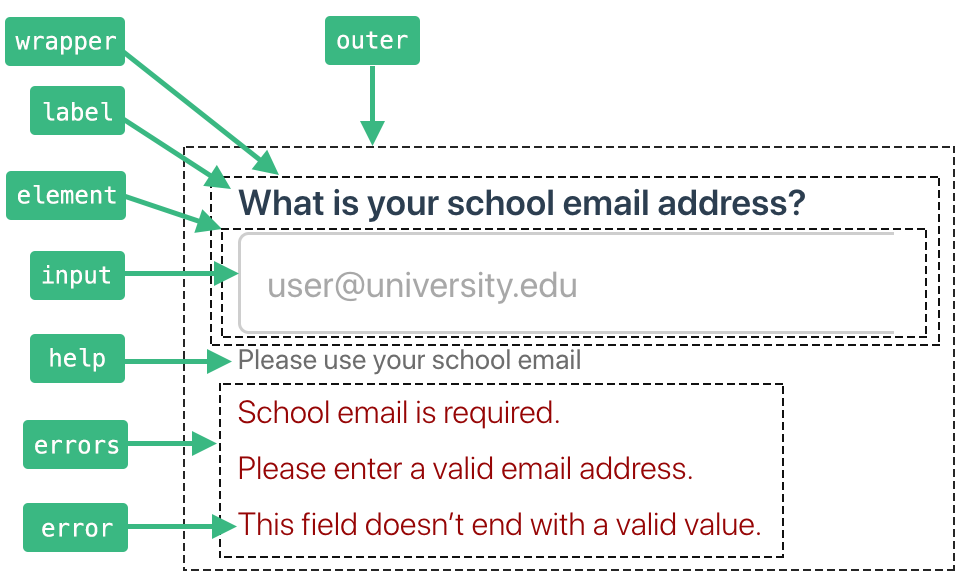 wrapper
outer
label
element
input
help
errors
error
What is your school email address?
user@university.edu
Please use your school email
School email is required.
Please enter a valid email address.
This field doesn’t end with a valid value.